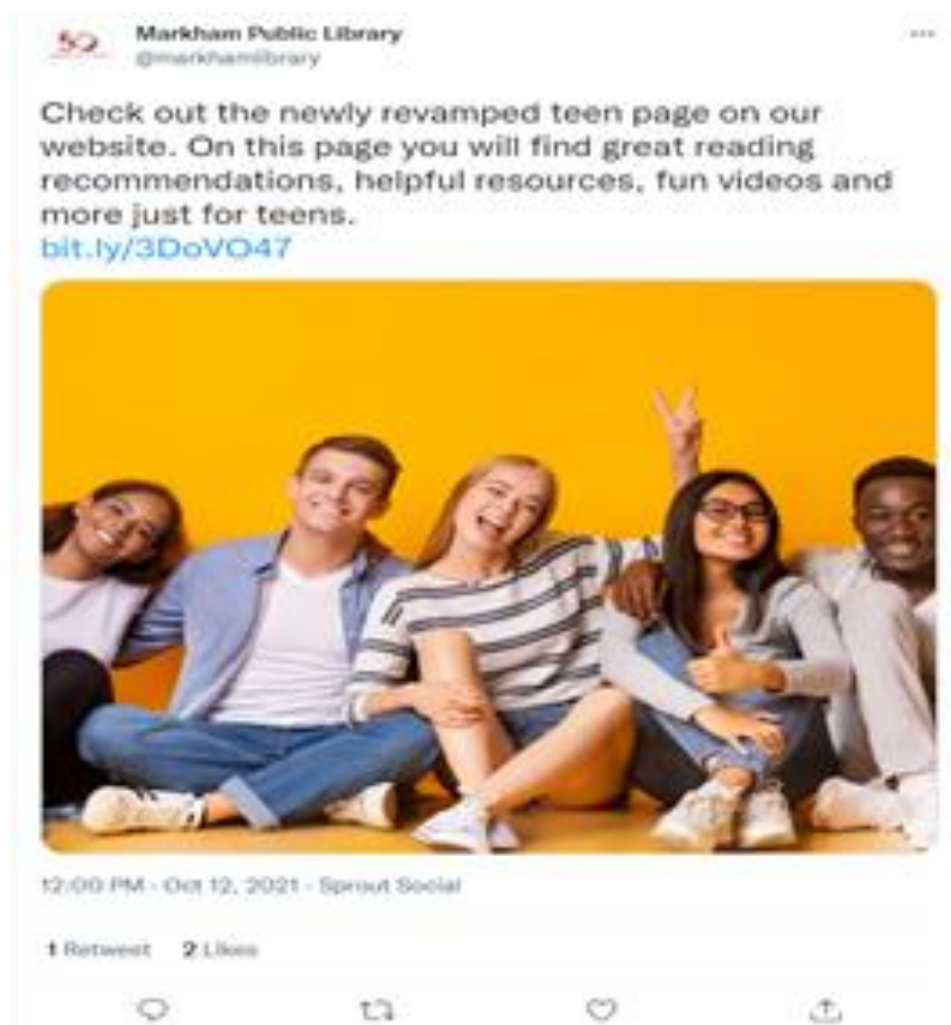 50
Markham Public Library
@markhamlibrary
Check out the newly revamped teen page on our
website. On this page you will find great reading
recommendations, helpful resources, fun videos and
more just for teens.
bit.ly/3DoVO47
12:00 PM · Oct 12, 2021 · Sprout Social
1 Retweet 2 Likes